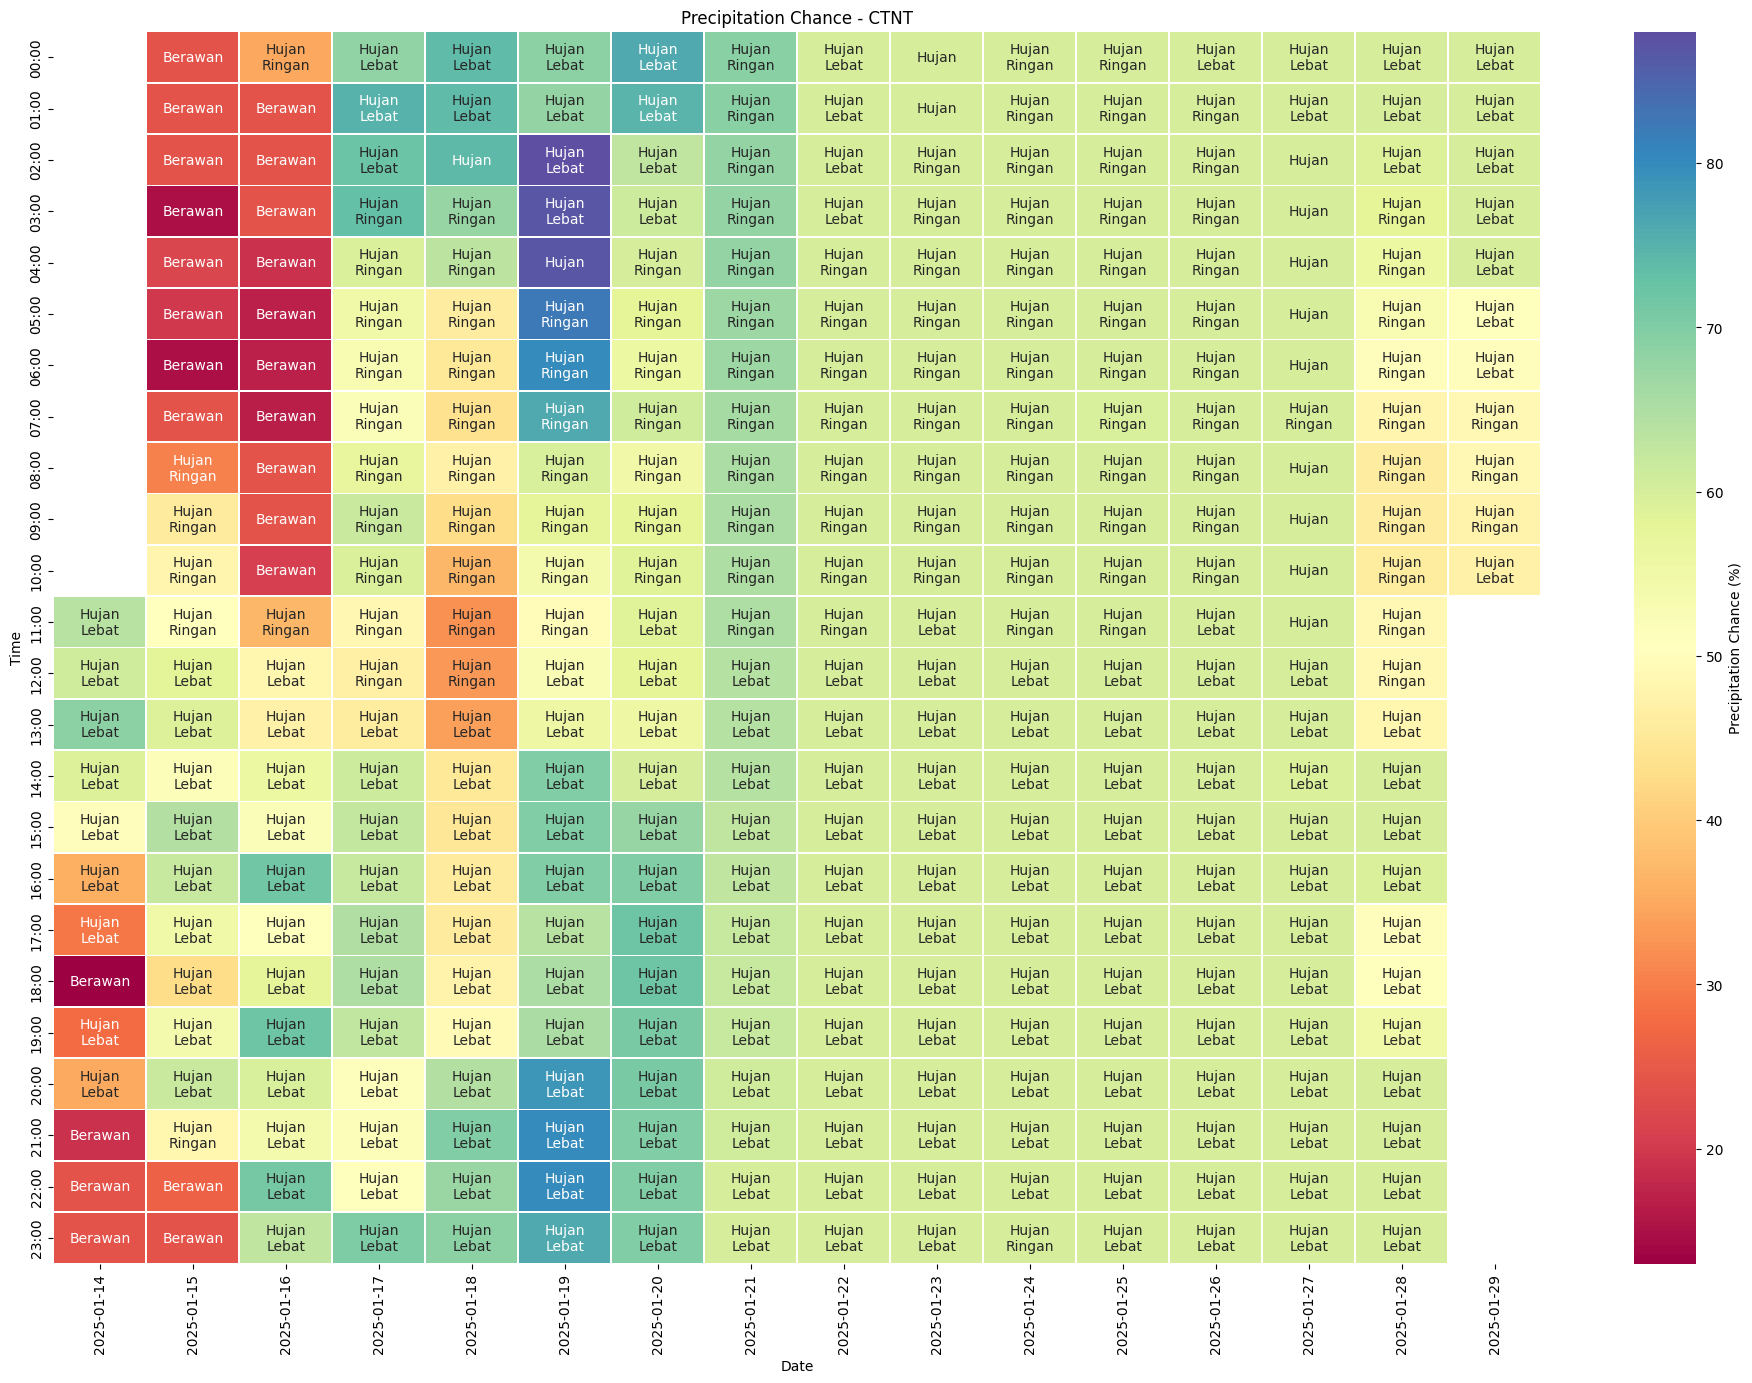 Precipitation Chance - CTNT
00:00 Berawan Hujan Ringan Hujan Lebat Hujan Lebat Hujan Lebat Hujan Lebat Hujan Ringan Hujan Lebat Hujan Hujan Ringan Hujan Ringan Hujan Lebat Hujan Lebat Hujan Lebat Hujan Lebat
01:00 Berawan Berawan Hujan Lebat Hujan Lebat Hujan Lebat Hujan Lebat Hujan Ringan Hujan Lebat Hujan Hujan Ringan Hujan Ringan Hujan Ringan Hujan Lebat Hujan Lebat Hujan Lebat
02:00 Berawan Berawan Hujan Lebat Hujan Hujan Lebat Hujan Lebat Hujan Ringan Hujan Lebat Hujan Ringan Hujan Ringan Hujan Ringan Hujan Ringan Hujan Hujan Lebat Hujan Lebat
03:00 Berawan Berawan Hujan Ringan Hujan Ringan Hujan Lebat Hujan Lebat Hujan Ringan Hujan Lebat Hujan Ringan Hujan Ringan Hujan Ringan Hujan Ringan Hujan Hujan Ringan Hujan Lebat
04:00 Berawan Berawan Hujan Ringan Hujan Ringan Hujan Hujan Ringan Hujan Ringan Hujan Ringan Hujan Ringan Hujan Ringan Hujan Ringan Hujan Ringan Hujan Hujan Ringan Hujan Lebat
05:00 Berawan Berawan Hujan Ringan Hujan Ringan Hujan Ringan Hujan Ringan Hujan Ringan Hujan Ringan Hujan Ringan Hujan Ringan Hujan Ringan Hujan Ringan Hujan Hujan Ringan Hujan Lebat
06:00 Berawan Berawan Hujan Ringan Hujan Ringan Hujan Ringan Hujan Ringan Hujan Ringan Hujan Ringan Hujan Ringan Hujan Ringan Hujan Ringan Hujan Ringan Hujan Hujan Ringan Hujan Lebat
07:00 Berawan Berawan Hujan Ringan Hujan Ringan Hujan Ringan Hujan Ringan Hujan Ringan Hujan Ringan Hujan Ringan Hujan Ringan Hujan Ringan Hujan Ringan Hujan Ringan Hujan Ringan Hujan Ringan
08:00 Hujan Ringan Berawan Hujan Ringan Hujan Ringan Hujan Ringan Hujan Ringan Hujan Ringan Hujan Ringan Hujan Ringan Hujan Ringan Hujan Ringan Hujan Ringan Hujan Hujan Ringan Hujan Ringan
09:00 Hujan Ringan Berawan Hujan Ringan Hujan Ringan Hujan Ringan Hujan Ringan Hujan Ringan Hujan Ringan Hujan Ringan Hujan Ringan Hujan Ringan Hujan Ringan Hujan Hujan Ringan Hujan Ringan
10:00 Hujan Ringan Berawan Hujan Ringan Hujan Ringan Hujan Ringan Hujan Ringan Hujan Ringan Hujan Ringan Hujan Ringan Hujan Ringan Hujan Ringan Hujan Ringan Hujan Hujan Ringan Hujan Lebat
11:00 Hujan Lebat Hujan Ringan Hujan Ringan Hujan Ringan Hujan Ringan Hujan Ringan Hujan Lebat Hujan Ringan Hujan Ringan Hujan Lebat Hujan Ringan Hujan Ringan Hujan Lebat Hujan Hujan Ringan
12:00 Hujan Lebat Hujan Lebat Hujan Lebat Hujan Ringan Hujan Ringan Hujan Lebat Hujan Lebat Hujan Lebat Hujan Lebat Hujan Lebat Hujan Lebat Hujan Lebat Hujan Lebat Hujan Lebat Hujan Ringan
13:00 Hujan Lebat Hujan Lebat Hujan Lebat Hujan Lebat Hujan Lebat Hujan Lebat Hujan Lebat Hujan Lebat Hujan Lebat Hujan Lebat Hujan Lebat Hujan Lebat Hujan Lebat Hujan Lebat Hujan Lebat
14:00 Hujan Lebat Hujan Lebat Hujan Lebat Hujan Lebat Hujan Lebat Hujan Lebat Hujan Lebat Hujan Lebat Hujan Lebat Hujan Lebat Hujan Lebat Hujan Lebat Hujan Lebat Hujan Lebat Hujan Lebat
15:00 Hujan Lebat Hujan Lebat Hujan Lebat Hujan Lebat Hujan Lebat Hujan Lebat Hujan Lebat Hujan Lebat Hujan Lebat Hujan Lebat Hujan Lebat Hujan Lebat Hujan Lebat Hujan Lebat Hujan Lebat
16:00 Hujan Lebat Hujan Lebat Hujan Lebat Hujan Lebat Hujan Lebat Hujan Lebat Hujan Lebat Hujan Lebat Hujan Lebat Hujan Lebat Hujan Lebat Hujan Lebat Hujan Lebat Hujan Lebat Hujan Lebat
17:00 Hujan Lebat Hujan Lebat Hujan Lebat Hujan Lebat Hujan Lebat Hujan Lebat Hujan Lebat Hujan Lebat Hujan Lebat Hujan Lebat Hujan Lebat Hujan Lebat Hujan Lebat Hujan Lebat Hujan Lebat
18:00 Berawan Hujan Lebat Hujan Lebat Hujan Lebat Hujan Lebat Hujan Lebat Hujan Lebat Hujan Lebat Hujan Lebat Hujan Lebat Hujan Lebat Hujan Lebat Hujan Lebat Hujan Lebat Hujan Lebat
19:00 Hujan Lebat Hujan Lebat Hujan Lebat Hujan Lebat Hujan Lebat Hujan Lebat Hujan Lebat Hujan Lebat Hujan Lebat Hujan Lebat Hujan Lebat Hujan Lebat Hujan Lebat Hujan Lebat Hujan Lebat
20:00 Hujan Lebat Hujan Lebat Hujan Lebat Hujan Lebat Hujan Lebat Hujan Lebat Hujan Lebat Hujan Lebat Hujan Lebat Hujan Lebat Hujan Lebat Hujan Lebat Hujan Lebat Hujan Lebat Hujan Lebat
21:00 Berawan Hujan Ringan Hujan Lebat Hujan Lebat Hujan Lebat Hujan Lebat Hujan Lebat Hujan Lebat Hujan Lebat Hujan Lebat Hujan Lebat Hujan Lebat Hujan Lebat Hujan Lebat Hujan Lebat
22:00 Berawan Berawan Hujan Lebat Hujan Lebat Hujan Lebat Hujan Lebat Hujan Lebat Hujan Lebat Hujan Lebat Hujan Lebat Hujan Lebat Hujan Lebat Hujan Lebat Hujan Lebat Hujan Lebat
23:00 Berawan Berawan Hujan Lebat Hujan Lebat Hujan Lebat Hujan Lebat Hujan Lebat Hujan Lebat Hujan Lebat Hujan Lebat Hujan Ringan Hujan Lebat Hujan Lebat Hujan Lebat Hujan Lebat
Time
2025-01-14 2025-01-15 2025-01-16 2025-01-17 2025-01-18 2025-01-19 2025-01-20 2025-01-21 2025-01-22 2025-01-23 2025-01-24 2025-01-25 2025-01-26 2025-01-27 2025-01-28 2025-01-29
Date
80
70
60
50
40
30
20
Precipitation Chance (%)